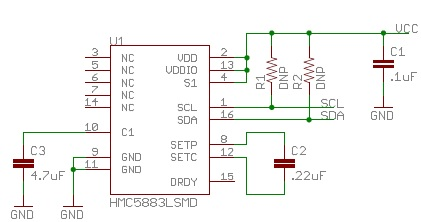 U1
VCC
3 NC
5 NC
6 NC
7 NC
14 NC
10 C1
9 GND
11 GND
VDD 2
VDDIO 13
S1 4
SCL 1
SDA 16
SETP 8
SETC 12
DRDY 15
HMC5883LSMD
R1
DNP
R2
DNP
SCL
SDA
C1
.1uF
GND
C2
.22uF
C3
4.7uF
GND
GND